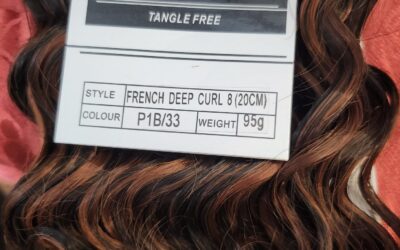 TANGLE FREE
STYLE FRENCH DEEP CURL 8 (20CM)
COLOUR P1B/33 WEIGHT 95g